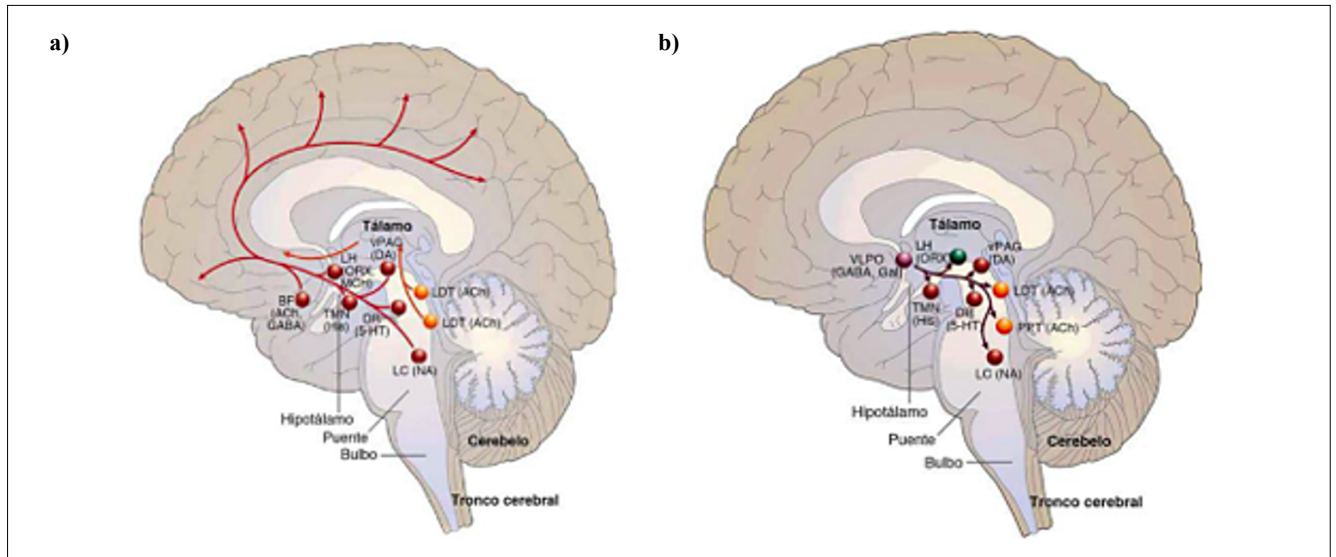 a)
Tálamo
vPAG
(DA)
LH
(ORX
MCH)
LDT (ACh)
BF
(ACh,
GABA)
TMN
(His)
DR
(5-HT)
LDT (ACh)
LC (NA)
Hipotálamo
Puente
Bulbo
Cerebelo
Tronco cerebral
b)
Tálamo
LH
(ORX)
vPAG
(DA)
VLPO
(GABA, Gal)
LDT (ACh)
TMN
(His)
DR
(5-HT)
PPT (ACh)
LC (NA)
Hipotálamo
Puente
Bulbo
Cerebelo
Tronco cerebral